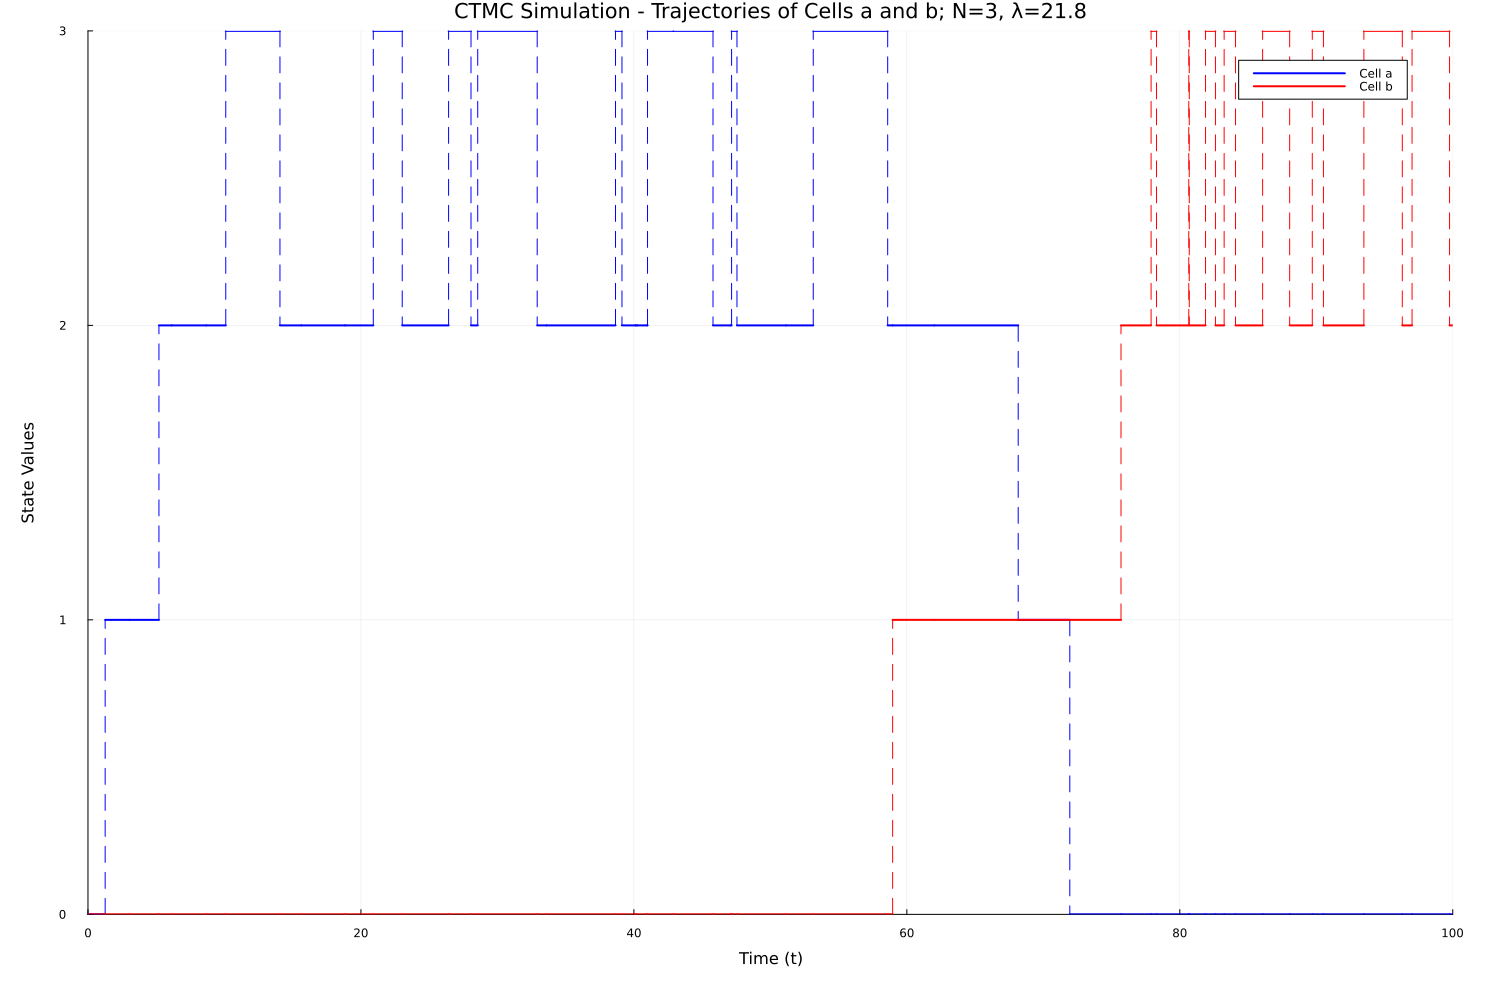 CTMC Simulation - Trajectories of Cells a and b; N=3, λ=21.8
3
Cell a
Cell b
2
State Values
1
0
0 20 40 60 80 100
Time (t)